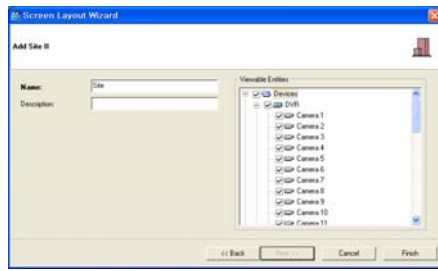 Screen Layout Wizard
Add Site II
Name:
Site
Description:
Viewable Entities
Devices
DVR
Camera 1
Camera 2
Camera 3
Camera 4
Camera 5
Camera 6
Camera 7
Camera 8
Camera 9
Camera 10
Camera 11
<< Back
Cancel
Finish